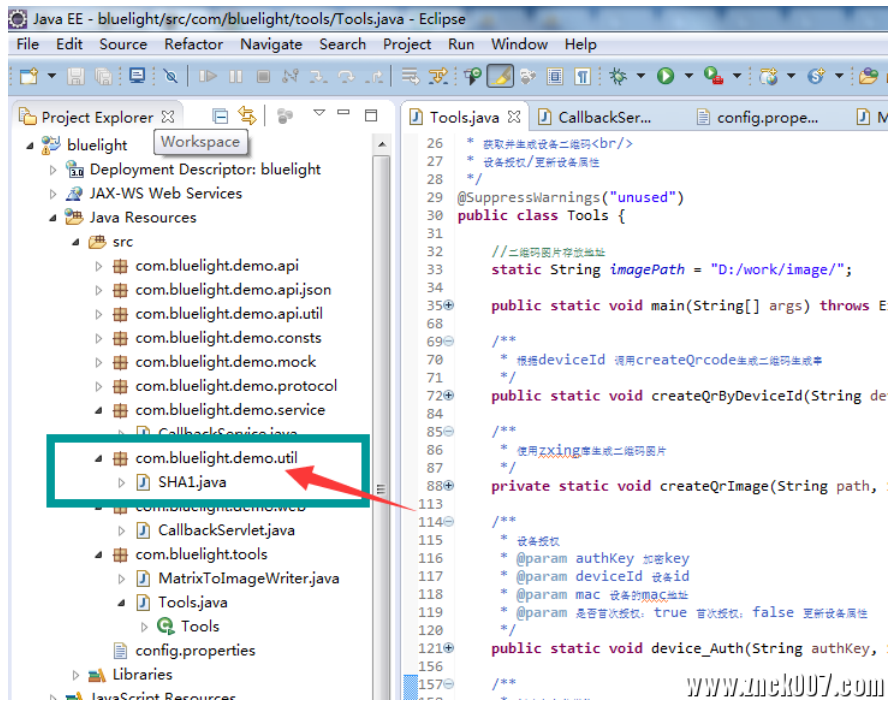 Java EE - bluelight/src/com/bluelight/tools/Tools.java - Eclipse
File Edit Source Refactor Navigate Search Project Run Window Help
Project Explorer
Workspace
bluelight
Deployment Descriptor: bluelight
JAX-WS Web Services
Java Resources
src
com.bluelight.demo.api
com.bluelight.demo.api.json
com.bluelight.demo.api.util
com.bluelight.demo.consts
com.bluelight.demo.mock
com.bluelight.demo.protocol
com.bluelight.demo.service
CallbackService.java
com.bluelight.demo.util
SHA1.java
com.bluelight.demo.web
CallbackServlet.java
com.bluelight.tools
MatrixToImageWriter.java
Tools.java
Tools
config.properties
Libraries
JavaScript Resources
Tools.java CallbackSer... config.prope... M
26 * 获取并生成设备二维码<br/>
27 * 设备授权/更新设备属性
28 */
29 @SuppressWarnings("unused")
30 public class Tools {
31
32 //二维码图片存放地址
33 static String imagePath = "D:/work/image/";
34
35 public static void main(String[] args) throws E
68
69 /**
70 * 根据deviceId 调用createQrcode生成二维码生成串
71 */
72 public static void createQrByDeviceId(String de
84
85 /**
86 * 使用zxing库生成二维码图片
87 */
88 private static void createQrImage(String path,
113
114 /**
115 * 设备授权
116 * @param authKey 加密key
117 * @param deviceId 设备id
118 * @param mac 设备的mac地址
119 * @param 是否首次授权: true 首次授权: false 更新设备属性
120 */
121 public static void device_Auth(String authKey,
156
157 /**
www.znck007.com